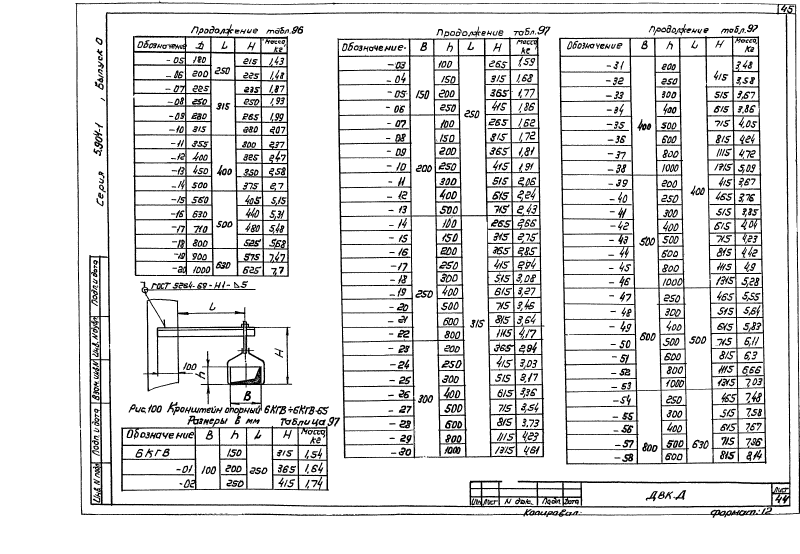 45
Серия 5.904-1, Выпуск 0
Продолжение табл.96
Обозначение D L H Масса, кг
-05 180 250 215 1,43
-06 200 225 1,48
-07 225 315 235 1,87
-08 250 250 1,93
-09 280 265 1,99
-10 315 280 2,07
-11 355 400 300 2,37
-12 400 325 2,47
-13 450 350 2,58
-14 500 375 2,7
-15 560 500 405 5,15
-16 630 440 5,31
-17 710 480 5,48
-18 800 525 5,68
-19 900 630 575 7,47
-20 1000 625 7,7
ГОСТ 5264-69-Н1-⊿5
L
H
100
h
B
Рис.100 Кронштейн опорный 6КГВ÷6КГВ-65
Размеры в мм Таблица 97
Обозначение B h L H Масса, кг
6КГВ 100 150 250 315 1,54
-01 200 365 1,64
-02 250 415 1,74
Продолжение табл.97
Обозначение B h L H Масса, кг
-03 150 100 250 265 1,59
-04 150 315 1,68
-05 200 365 1,77
-06 250 415 1,86
-07 200 100 265 1,62
-08 150 315 1,72
-09 200 365 1,81
-10 250 415 1,91
-11 300 515 2,06
-12 400 615 2,24
-13 500 715 2,43
-14 250 100 315 265 2,66
-15 150 315 2,75
-16 200 365 2,85
-17 250 415 2,94
-18 300 515 3,08
-19 400 615 3,27
-20 500 715 3,46
-21 600 815 3,64
-22 800 1115 4,17
-23 300 200 365 2,94
-24 250 415 3,03
-25 300 515 3,17
-26 400 615 3,36
-27 500 715 3,54
-28 600 815 3,73
-29 800 1115 4,23
-30 1000 1315 4,61
Продолжение табл.97
Обозначение B h L H Масса, кг
-31 400 200 400 415 3,48
-32 250 3,58
-33 300 515 3,67
-34 400 615 3,86
-35 500 715 4,05
-36 600 815 4,24
-37 800 1115 4,72
-38 1000 1315 5,09
-39 500 200 415 3,67
-40 250 465 3,76
-41 300 515 3,85
-42 400 615 4,04
-43 500 715 4,23
-44 600 815 4,42
-45 800 1115 4,9
-46 1000 1315 5,28
-47 600 250 500 465 5,55
-48 300 515 5,64
-49 400 615 5,83
-50 500 715 6,11
-51 600 815 6,3
-52 800 1115 6,66
-53 1000 1315 7,03
-54 800 250 630 465 7,48
-55 300 515 7,58
-56 400 615 7,67
-57 500 715 7,96
-58 600 815 8,14
Инв. N подл. Подп. и дата Взам. инв. N Инв. N дубл. Подп. и дата
Изм. Лист N док. Подп. Дата
ДВК-Д
Лист
44
Копировал: Формат: 12